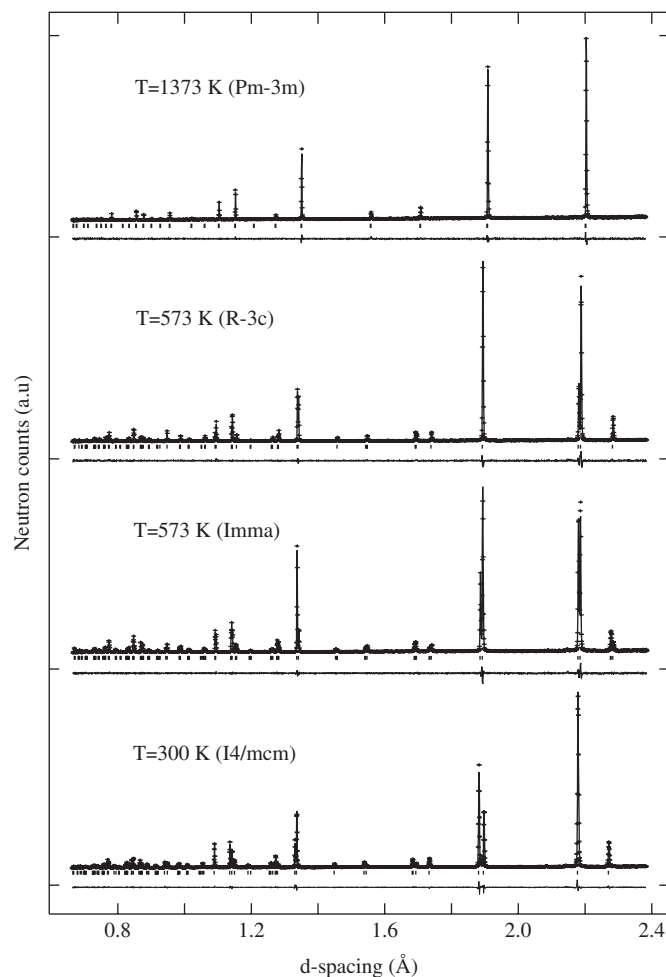 T=1373 K (Pm-3m)
T=573 K (R-3c)
T=573 K (Imma)
T=300 K (I4/mcm)
Neutron counts (a.u)
0.8 1.2 1.6 2.0 2.4
d-spacing (Å)